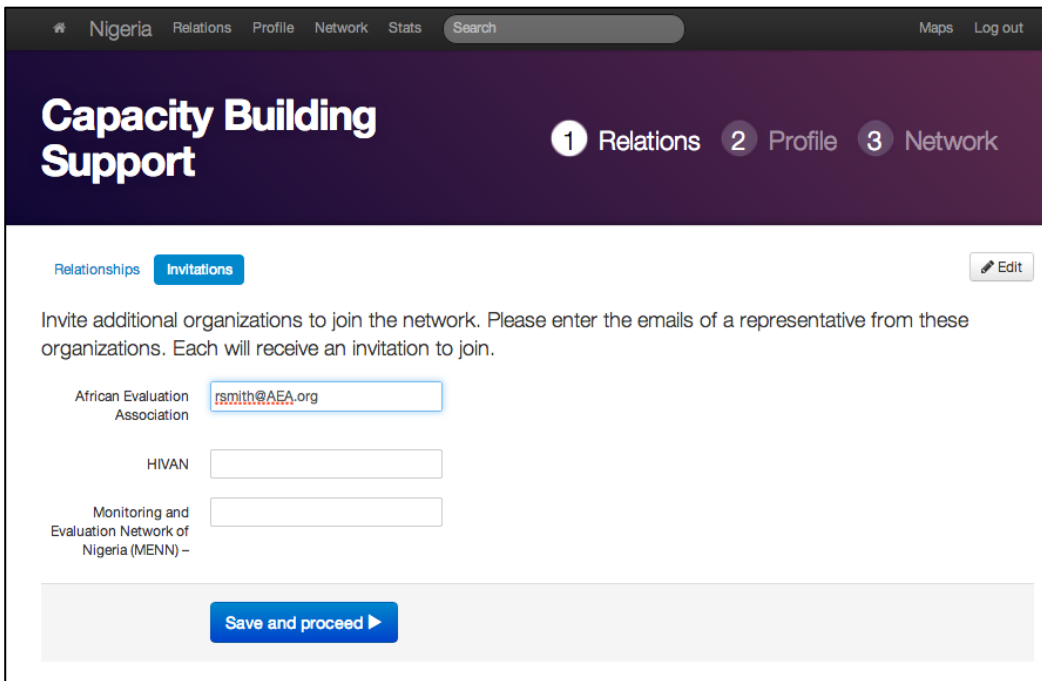 Nigeria Relations Profile Network Stats Search Maps Log out
Capacity Building
Support
1 Relations 2 Profile 3 Network
Relationships Invitations Edit
Invite additional organizations to join the network. Please enter the emails of a representative from these
organizations. Each will receive an invitation to join.
African Evaluation
Association
rsmith@AEA.org
HIVAN
Monitoring and
Evaluation Network of
Nigeria (MENN) –
Save and proceed